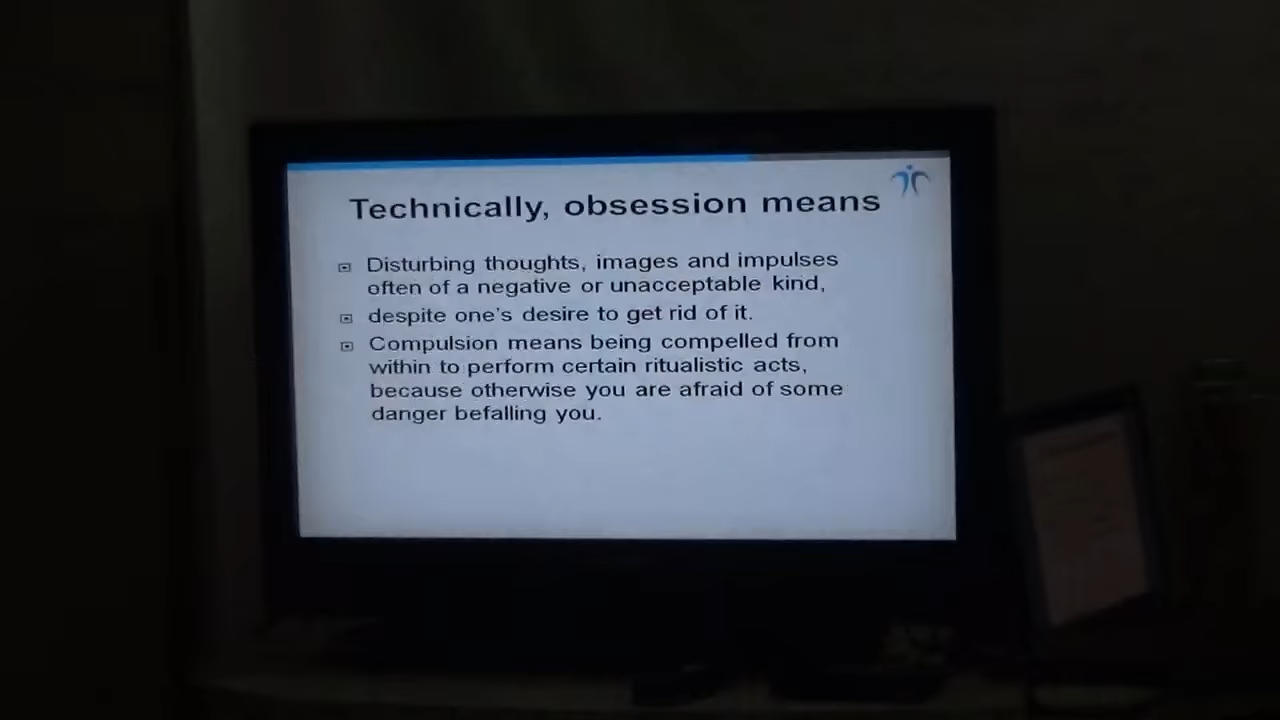 Technically, obsession means
Disturbing thoughts, images and impulses
often of a negative or unacceptable kind,
despite one's desire to get rid of it.
Compulsion means being compelled from
within to perform certain ritualistic acts,
because otherwise you are afraid of some
danger befalling you.